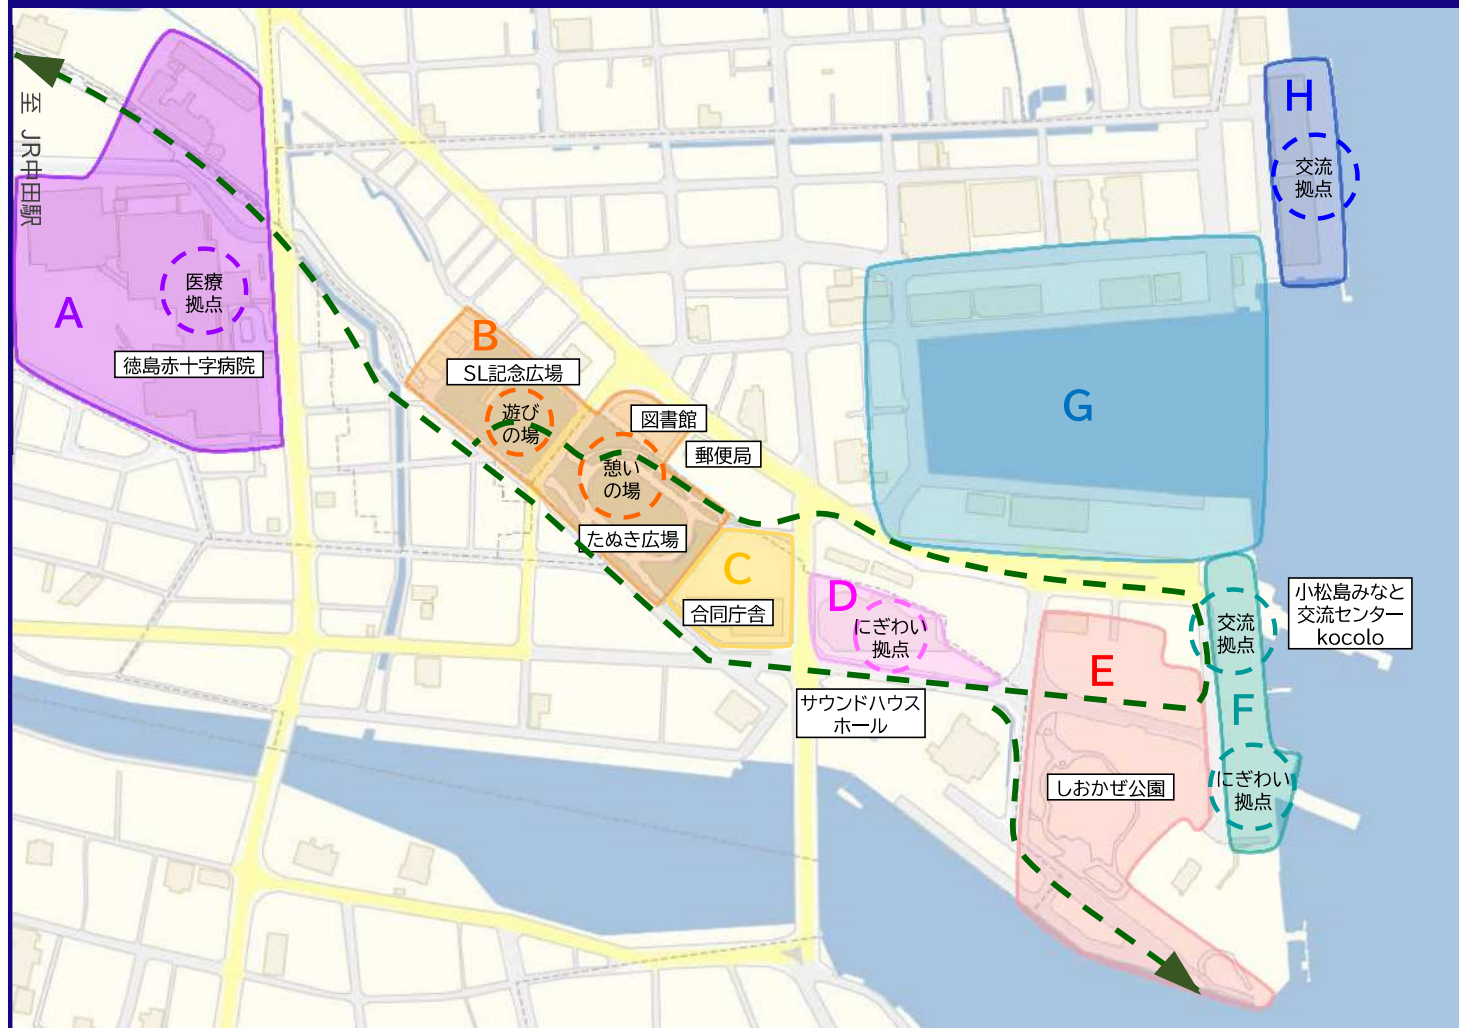 至 JR中田駅
A
医療
拠点
徳島赤十字病院
B
SL記念広場
遊び
の場
図書館
郵便局
憩い
の場
たぬき広場
C
合同庁舎
D
にぎわい
拠点
サウンドハウス
ホール
E
しおかぜ公園
F
交流
拠点
にぎわい
拠点
小松島みなと
交流センター
kocolo
G
H
交流
拠点